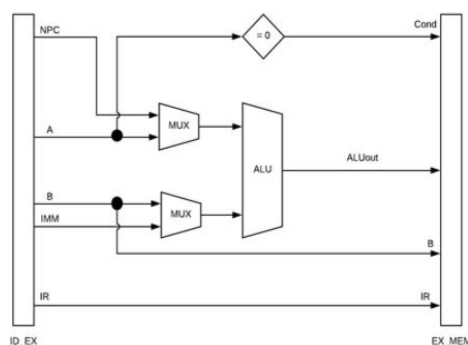 NPC
Cond
= 0
A
MUX
ALU
ALUout
B
MUX
IMM
B
IR
IR
ID_EX
EX_MEM